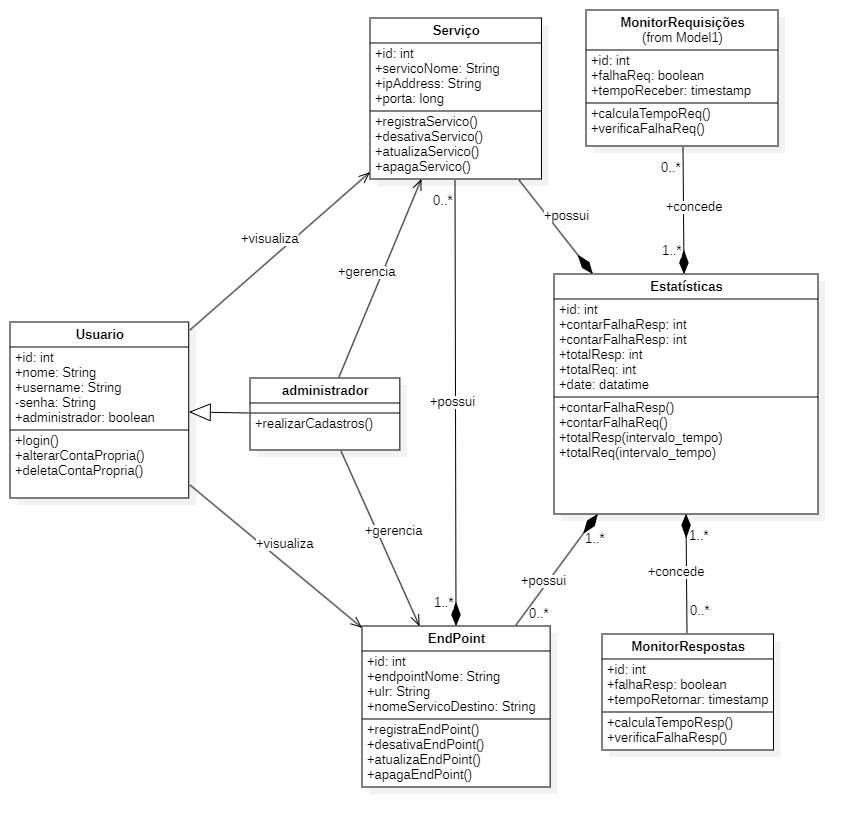 Serviço
+id: int
+servicoNome: String
+ipAddress: String
+porta: long
+registraServico()
+desativaServico()
+atualizaServico()
+apagaServico()
MonitorRequisições
(from Model1)
+id: int
+falhaReq: boolean
+tempoReceber: timestamp
+calculaTempoReq()
+verificaFalhaReq()
0..*
+possui
0..*
+concede
1..*
+visualiza
+gerencia
Estatísticas
+id: int
+contarFalhaResp: int
+contarFalhaResp: int
+totalResp: int
+totalReq: int
+date: datatime
+contarFalhaResp()
+contarFalhaReq()
+totalResp(intervalo_tempo)
+totalReq(intervalo_tempo)
Usuario
+id: int
+nome: String
+username: String
-senha: String
+administrador: boolean
+login()
+alterarContaPropria()
+deletaContaPropria()
administrador
+realizarCadastros()
+possui
+gerencia
+visualiza
1..*
1..*
+possui
+concede
1..*
0..*
0..*
EndPoint
+id: int
+endpointNome: String
+ulr: String
+nomeServicoDestino: String
+registraEndPoint()
+desativaEndPoint()
+atualizaEndPoint()
+apagaEndPoint()
MonitorRespostas
+id: int
+falhaResp: boolean
+tempoRetornar: timestamp
+calculaTempoResp()
+verificaFalhaResp()